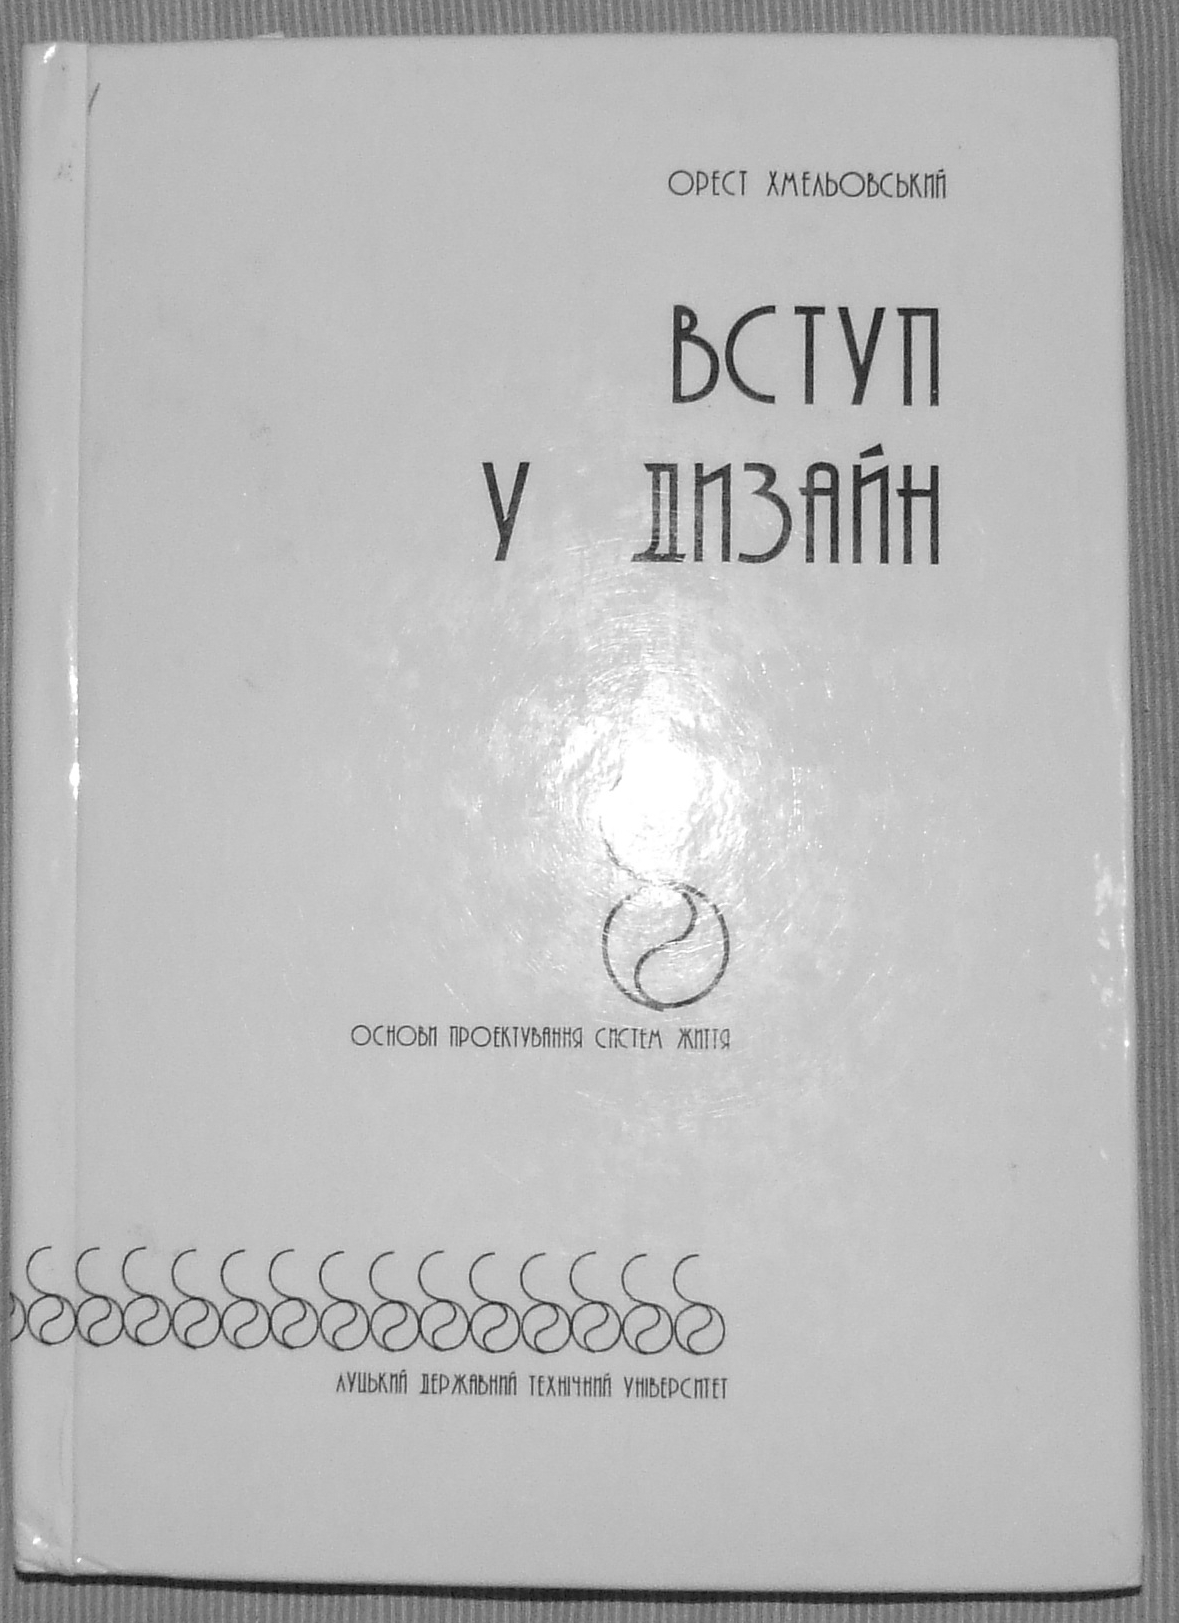 ОРЕСТ ХМЕЛЬОВСЬКИЙ
ВСТУП
У ДИЗАЙН
ОСНОВИ ПРОЕКТУВАННЯ СИСТЕМ ЖИТТЯ
ЛУЦЬКИЙ ДЕРЖАВНИЙ ТЕХНІЧНИЙ УНІВЕРСИТЕТ